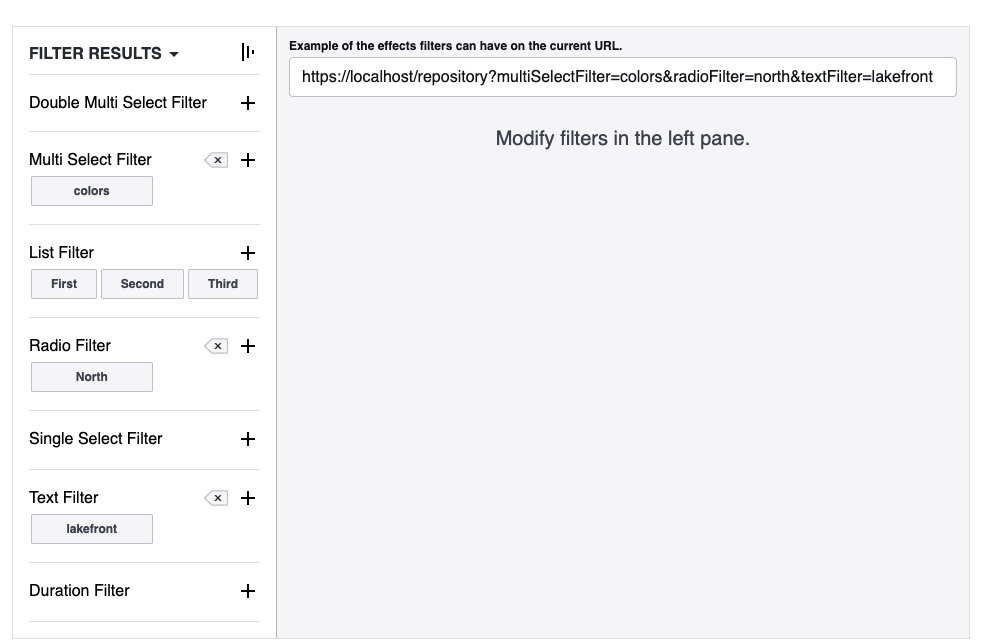 FILTER RESULTS
Double Multi Select Filter
Multi Select Filter
colors
List Filter
First Second Third
Radio Filter
North
Single Select Filter
Text Filter
lakefront
Duration Filter
Example of the effects filters can have on the current URL.
https://localhost/repository?multiSelectFilter=colors&radioFilter=north&textFilter=lakefront
Modify filters in the left pane.